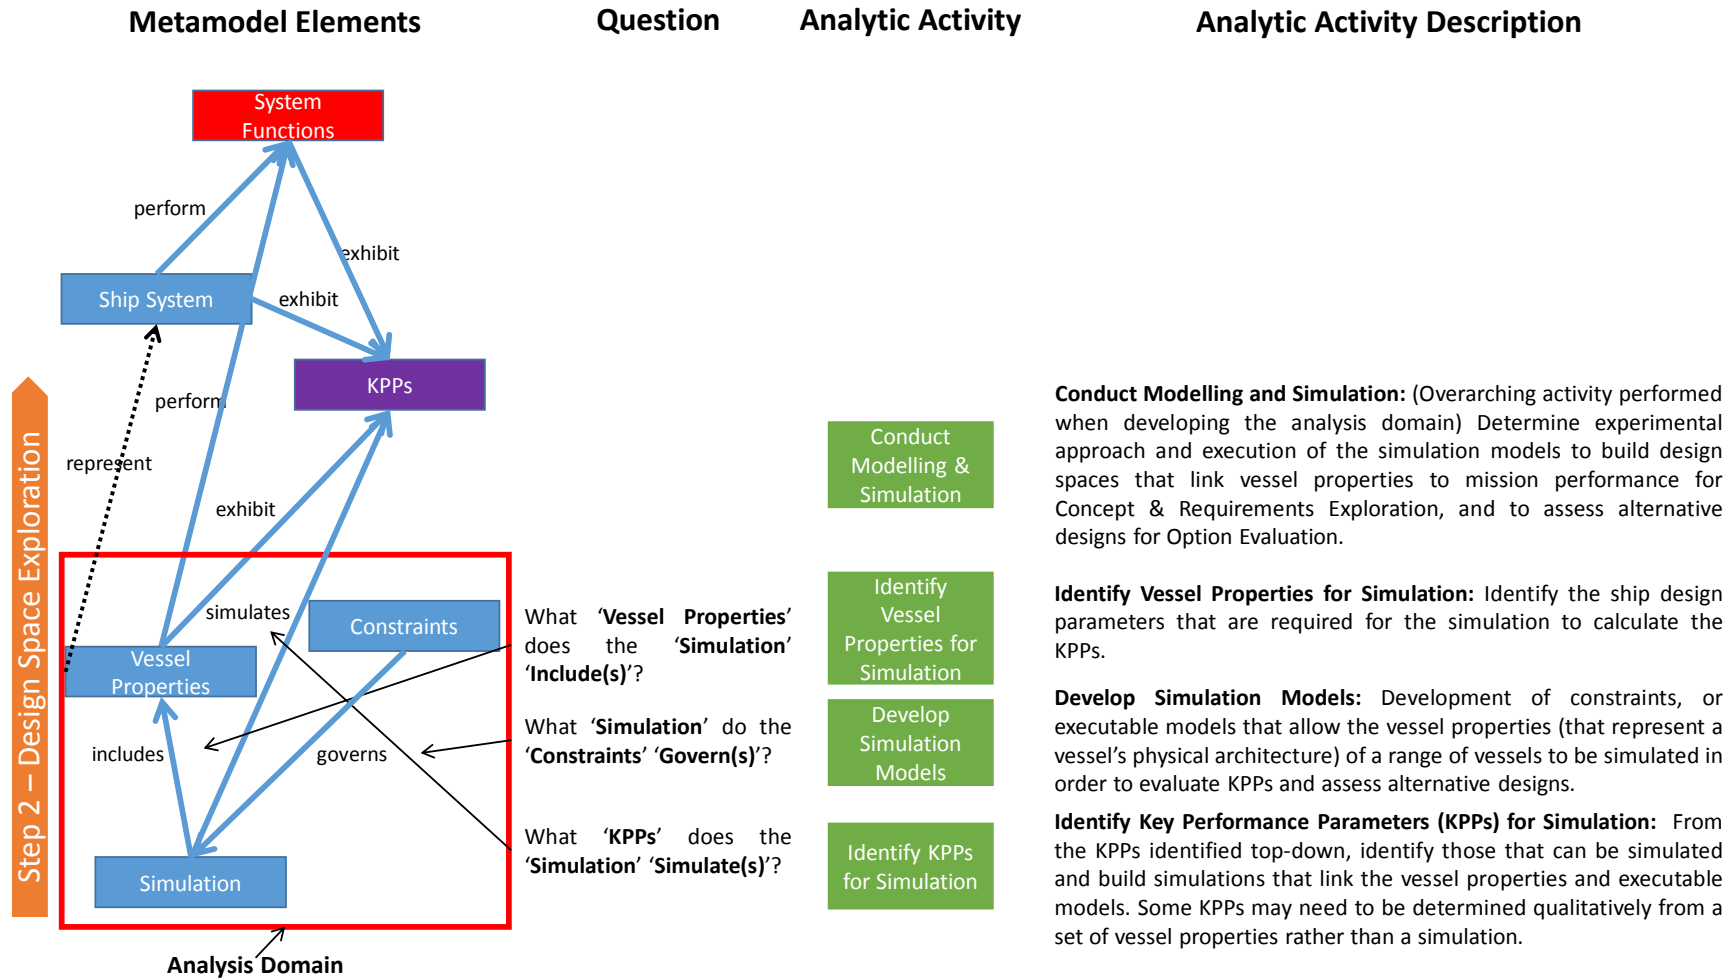 Metamodel Elements
Question
Analytic Activity
Analytic Activity Description
System
Functions
perform
exhibit
Ship System
exhibit
KPPs
perform
represent
exhibit
Step 2 – Design Space Exploration
simulates
Constraints
Vessel
Properties
includes
governs
Simulation
Analysis Domain
What ‘Vessel Properties’
does the ‘Simulation’
‘Include(s)’?
What ‘Simulation’ do the
‘Constraints’ ‘Govern(s)’?
What ‘KPPs’ does the
‘Simulation’ ‘Simulate(s)’?
Conduct
Modelling &
Simulation
Identify
Vessel
Properties for
Simulation
Develop
Simulation
Models
Identify KPPs
for Simulation
Conduct Modelling and Simulation: (Overarching activity performed
when developing the analysis domain) Determine experimental
approach and execution of the simulation models to build design
spaces that link vessel properties to mission performance for
Concept & Requirements Exploration, and to assess alternative
designs for Option Evaluation.
Identify Vessel Properties for Simulation: Identify the ship design
parameters that are required for the simulation to calculate the
KPPs.
Develop Simulation Models: Development of constraints, or
executable models that allow the vessel properties (that represent a
vessel’s physical architecture) of a range of vessels to be simulated in
order to evaluate KPPs and assess alternative designs.
Identify Key Performance Parameters (KPPs) for Simulation: From
the KPPs identified top-down, identify those that can be simulated
and build simulations that link the vessel properties and executable
models. Some KPPs may need to be determined qualitatively from a
set of vessel properties rather than a simulation.